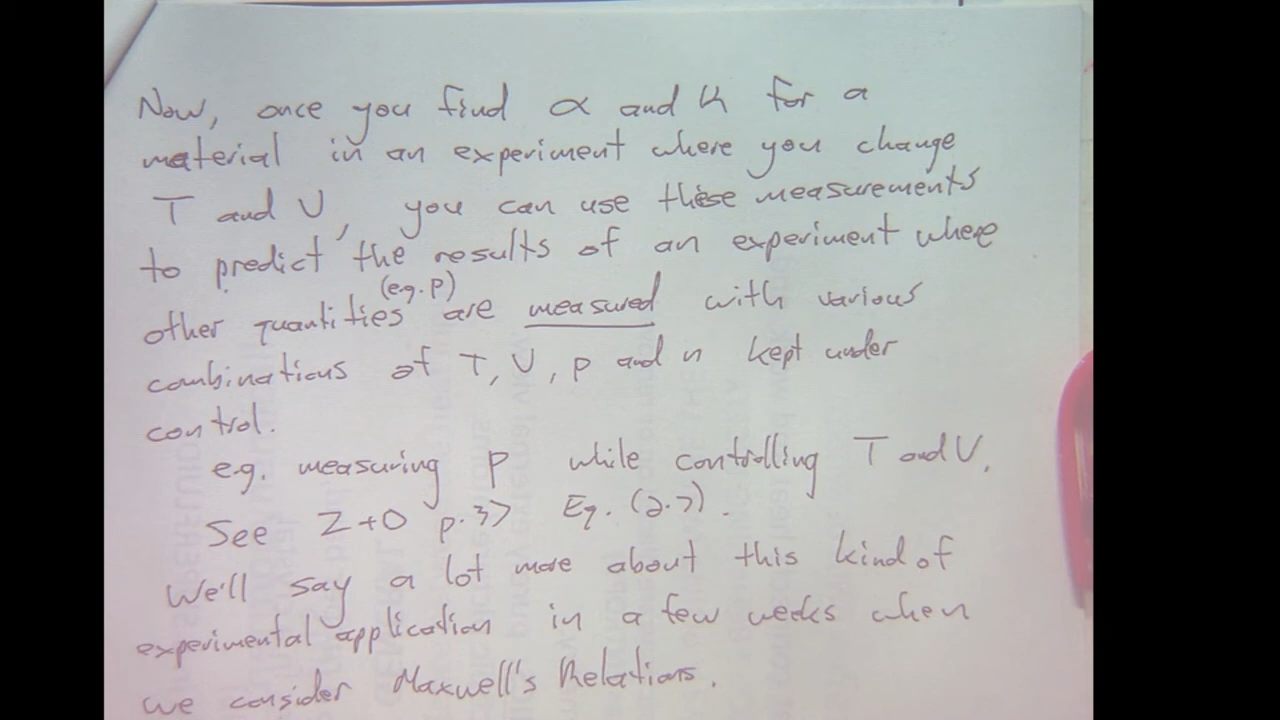 Now, once you find α and K for a
material in an experiment where you change
T and V, you can use these measurements
to predict the results of an experiment where
(e.g. P)
other quantities are measured with various
combinations of T, V, P and n kept under
control.
e.g. measuring P while controlling T and V.
See Z+O p. 37 Eq. (2.7).
We'll say a lot more about this kind of
experimental application in a few weeks when
we consider Maxwell's Relations.